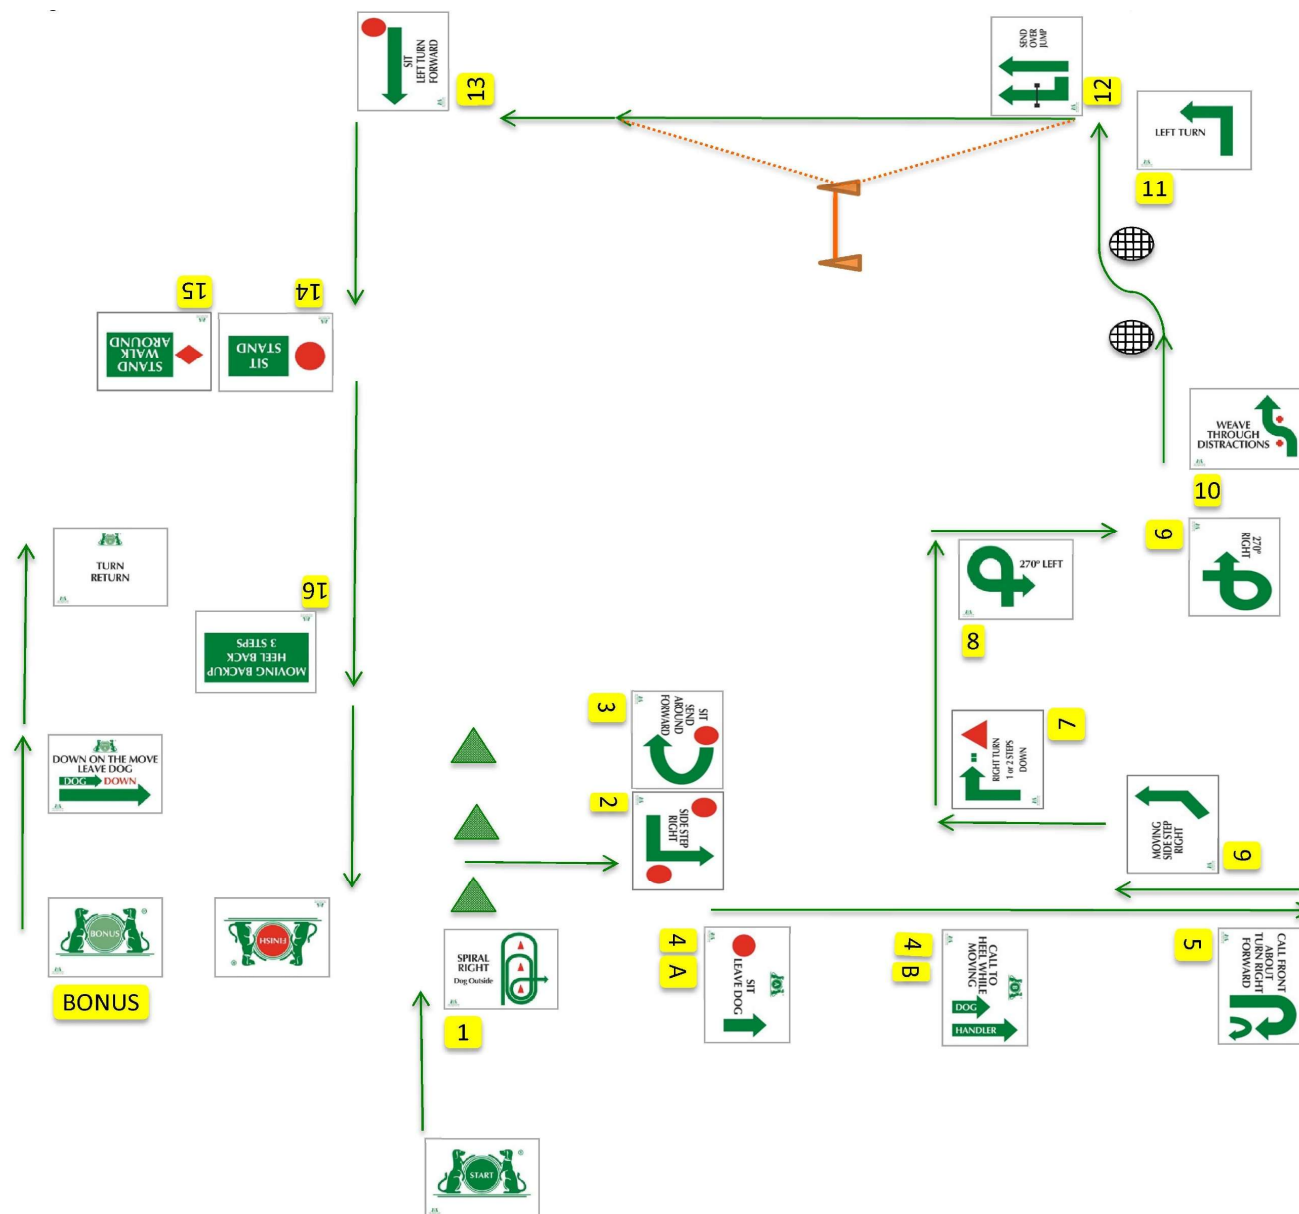 SIT
LEFT TURN
FORWARD
13
SEND
OVER
JUMP
12
LEFT TURN
11
15
14
STAND
WALK
AROUND
SIT
STAND
WEAVE
THROUGH
DISTRACTIONS
10
TURN
RETURN
16
MOVING BACKUP
HEEL BACK
3 STEPS
9
270°
RIGHT
270° LEFT
8
3
SIT
SEND
AROUND
FORWARD
7
DOWN
1 or 2 STEPS
RIGHT TURN
DOWN ON THE MOVE
LEAVE DOG
DOG
DOWN
2
SIDE STEP
RIGHT
MOVING
SIDE STEP
RIGHT
6
BONUS
®
BONUS
FINISH
®
SPIRAL
RIGHT
Dog Outside
1
4
A
SIT
LEAVE DOG
4
B
CALL TO
HEEL WHILE
MOVING
DOG
HANDLER
5
CALL FRONT
ABOUT
TURN RIGHT
FORWARD
START
®